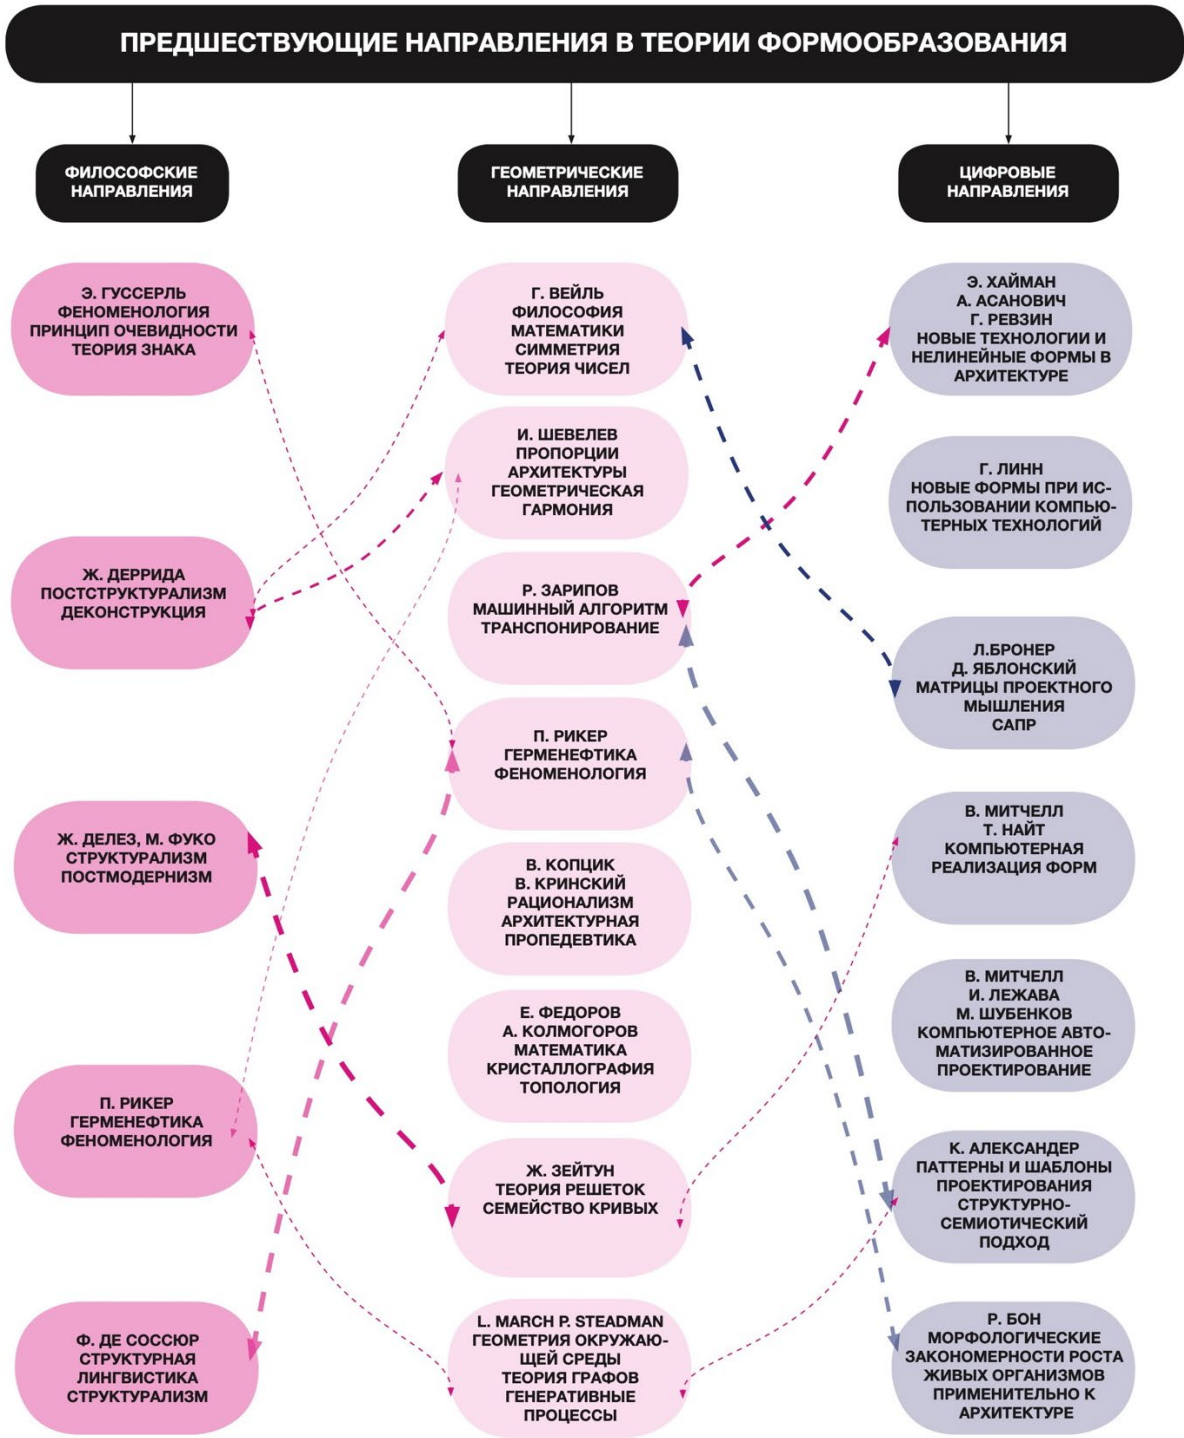 ПРЕДШЕСТВУЮЩИЕ НАПРАВЛЕНИЯ В ТЕОРИИ ФОРМООБРАЗОВАНИЯ
ФИЛОСОФСКИЕ
НАПРАВЛЕНИЯ
Э. ГУССЕРЛЬ
ФЕНОМЕНОЛОГИЯ
ПРИНЦИП ОЧЕВИДНОСТИ
ТЕОРИЯ ЗНАКА
Ж. ДЕРРИДА
ПОСТСТРУКТУРАЛИЗМ
ДЕКОНСТРУКЦИЯ
Ж. ДЕЛЕЗ, М. ФУКО
СТРУКТУРАЛИЗМ
ПОСТМОДЕРНИЗМ
П. РИКЕР
ГЕРМЕНЕФТИКА
ФЕНОМЕНОЛОГИЯ
Ф. ДЕ СОССЮР
СТРУКТУРНАЯ
ЛИНГВИСТИКА
СТРУКТУРАЛИЗМ
ГЕОМЕТРИЧЕСКИЕ
НАПРАВЛЕНИЯ
Г. ВЕЙЛЬ
ФИЛОСОФИЯ
МАТЕМАТИКИ
СИММЕТРИЯ
ТЕОРИЯ ЧИСЕЛ
И. ШЕВЕЛЕВ
ПРОПОРЦИИ
АРХИТЕКТУРЫ
ГЕОМЕТРИЧЕСКАЯ
ГАРМОНИЯ
Р. ЗАРИПОВ
МАШИННЫЙ АЛГОРИТМ
ТРАНСПОНИРОВАНИЕ
П. РИКЕР
ГЕРМЕНЕФТИКА
ФЕНОМЕНОЛОГИЯ
В. КОПЦИК
В. КРИНСКИЙ
РАЦИОНАЛИЗМ
АРХИТЕКТУРНАЯ
ПРОПЕДЕВТИКА
Е. ФЕДОРОВ
А. КОЛМОГОРОВ
МАТЕМАТИКА
КРИСТАЛЛОГРАФИЯ
ТОПОЛОГИЯ
Ж. ЗЕЙТУН
ТЕОРИЯ РЕШЕТОК
СЕМЕЙСТВО КРИВЫХ
L. MARCH P. STEADMAN
ГЕОМЕТРИЯ ОКРУЖАЮ-
ЩЕЙ СРЕДЫ
ТЕОРИЯ ГРАФОВ
ГЕНЕРАТИВНЫЕ
ПРОЦЕССЫ
ЦИФРОВЫЕ
НАПРАВЛЕНИЯ
Э. ХАЙМАН
А. АСАНОВИЧ
Г. РЕВЗИН
НОВЫЕ ТЕХНОЛОГИИ И
НЕЛИНЕЙНЫЕ ФОРМЫ В
АРХИТЕКТУРЕ
Г. ЛИНН
НОВЫЕ ФОРМЫ ПРИ ИС-
ПОЛЬЗОВАНИИ КОМПЬЮ-
ТЕРНЫХ ТЕХНОЛОГИЙ
Л.БРОНЕР
Д. ЯБЛОНСКИЙ
МАТРИЦЫ ПРОЕКТНОГО
МЫШЛЕНИЯ
САПР
В. МИТЧЕЛЛ
Т. НАЙТ
КОМПЬЮТЕРНАЯ
РЕАЛИЗАЦИЯ ФОРМ
В. МИТЧЕЛЛ
И. ЛЕЖАВА
М. ШУБЕНКОВ
КОМПЬЮТЕРНОЕ АВТО-
МАТИЗИРОВАННОЕ
ПРОЕКТИРОВАНИЕ
К. АЛЕКСАНДЕР
ПАТТЕРНЫ И ШАБЛОНЫ
ПРОЕКТИРОВАНИЯ
СТРУКТУРНО-
СЕМИОТИЧЕСКИЙ
ПОДХОД
Р. БОН
МОРФОЛОГИЧЕСКИЕ
ЗАКОНОМЕРНОСТИ РОСТА
ЖИВЫХ ОРГАНИЗМОВ
ПРИМЕНИТЕЛЬНО К
АРХИТЕКТУРЕ